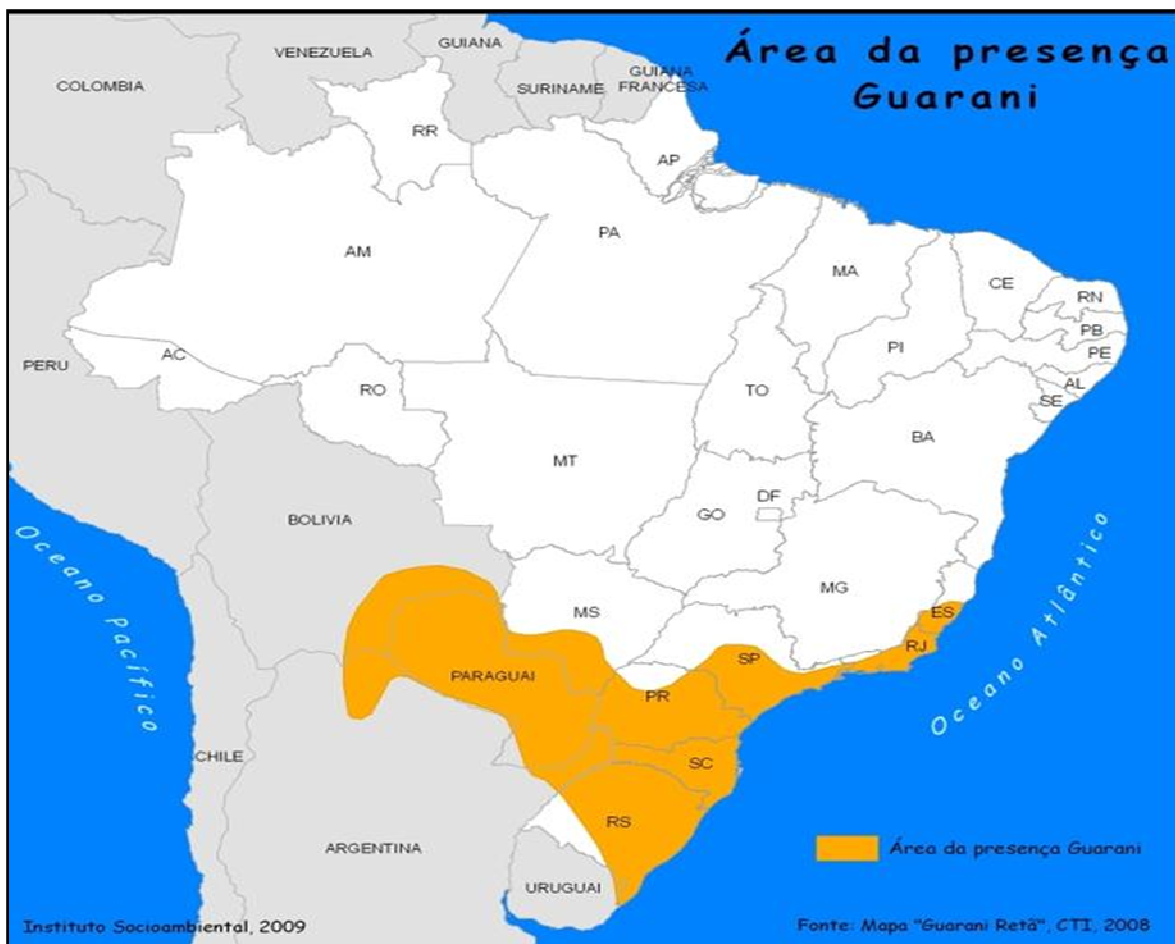 Área da presença
Guarani
COLOMBIA
VENEZUELA
GUIANA
SURINAME
GUIANA
FRANCESA
RR
AP
AM
PA
MA
CE
RN
PB
PE
AL
SE
PI
PERU
AC
RO
TO
BA
MT
DF
GO
BOLIVIA
MG
MS
ES
RJ
SP
PARAGUAI
PR
SC
RS
CHILE
ARGENTINA
URUGUAI
Oceano pacífico
Oceano Atlântico
Área da presença Guarani
Instituto Socioambiental, 2009
Fonte: Mapa "Guarani Retã", CTI, 2008